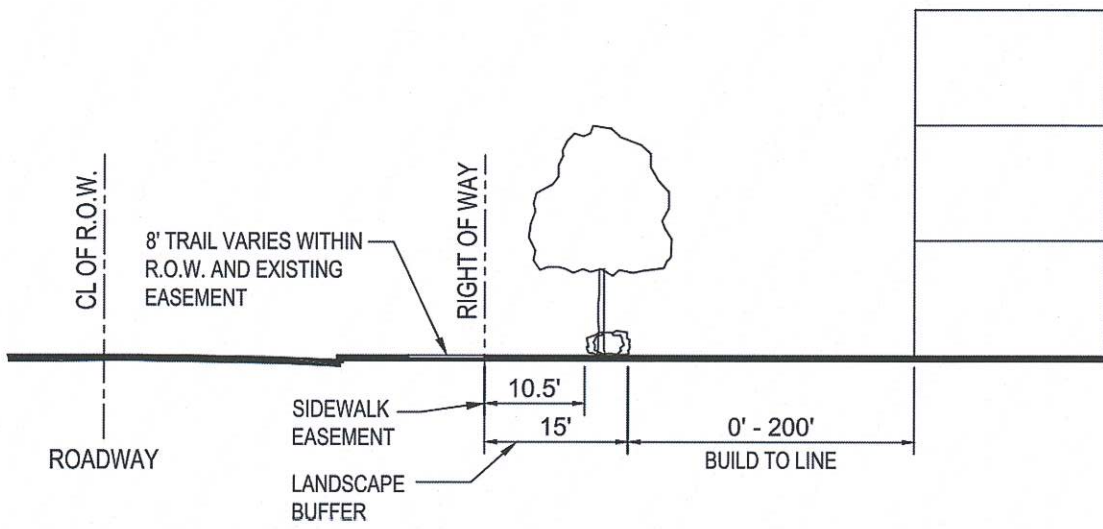 CL OF R.O.W.
8' TRAIL VARIES WITHIN
R.O.W. AND EXISTING
EASEMENT
RIGHT OF WAY
ROADWAY
SIDEWALK
EASEMENT
10.5'
15'
LANDSCAPE
BUFFER
0' - 200'
BUILD TO LINE